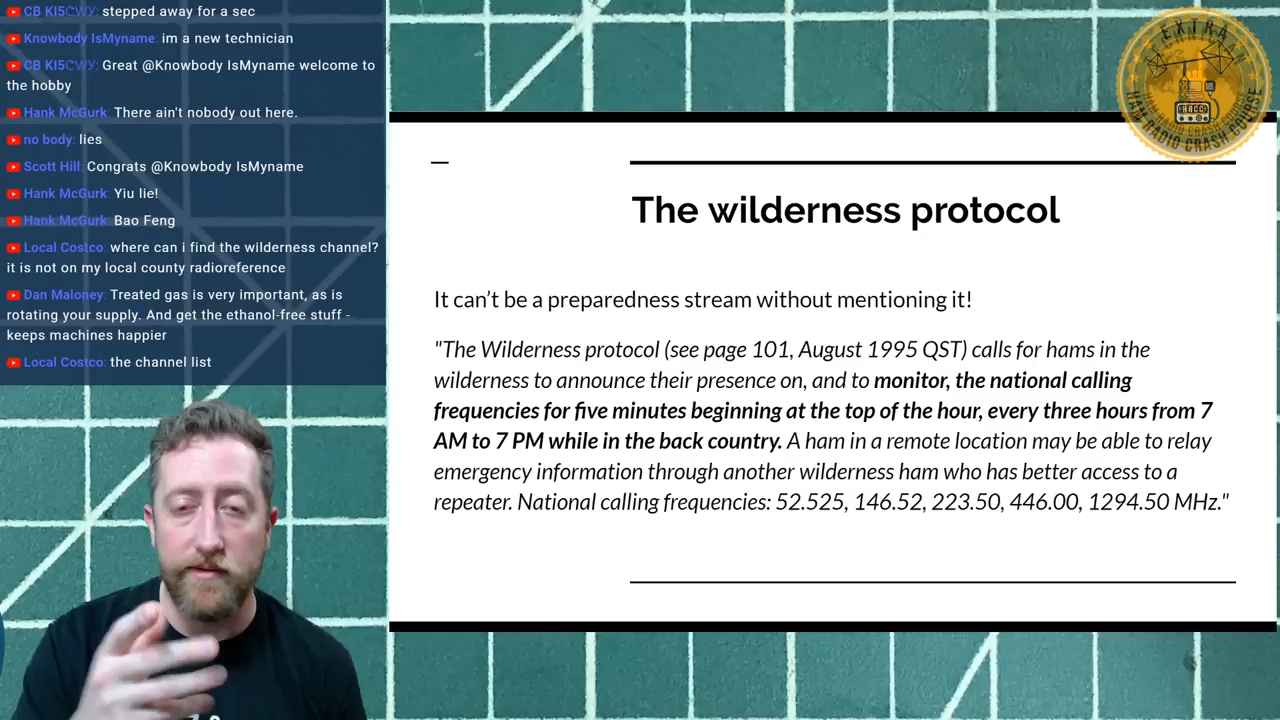 CB KI5CWY: stepped away for a sec
Knowbody IsMyname: im a new technician
CB KI5CWY: Great @Knowbody IsMyname welcome to
the hobby
Hank McGurk: There ain't nobody out here.
no body: lies
Scott Hill: Congrats @Knowbody IsMyname
Hank McGurk: Yiu lie!
Hank McGurk: Bao Feng
Local Costco: where can i find the wilderness channel?
it is not on my local county radioreference
Dan Maloney: Treated gas is very important, as is
rotating your supply. And get the ethanol-free stuff -
keeps machines happier
Local Costco: the channel list
EXTRA
HAM RADIO CRASH COURSE
The wilderness protocol
It can’t be a preparedness stream without mentioning it!
"The Wilderness protocol (see page 101, August 1995 QST) calls for hams in the
wilderness to announce their presence on, and to monitor, the national calling
frequencies for five minutes beginning at the top of the hour, every three hours from 7
AM to 7 PM while in the back country. A ham in a remote location may be able to relay
emergency information through another wilderness ham who has better access to a
repeater. National calling frequencies: 52.525, 146.52, 223.50, 446.00, 1294.50 MHz."